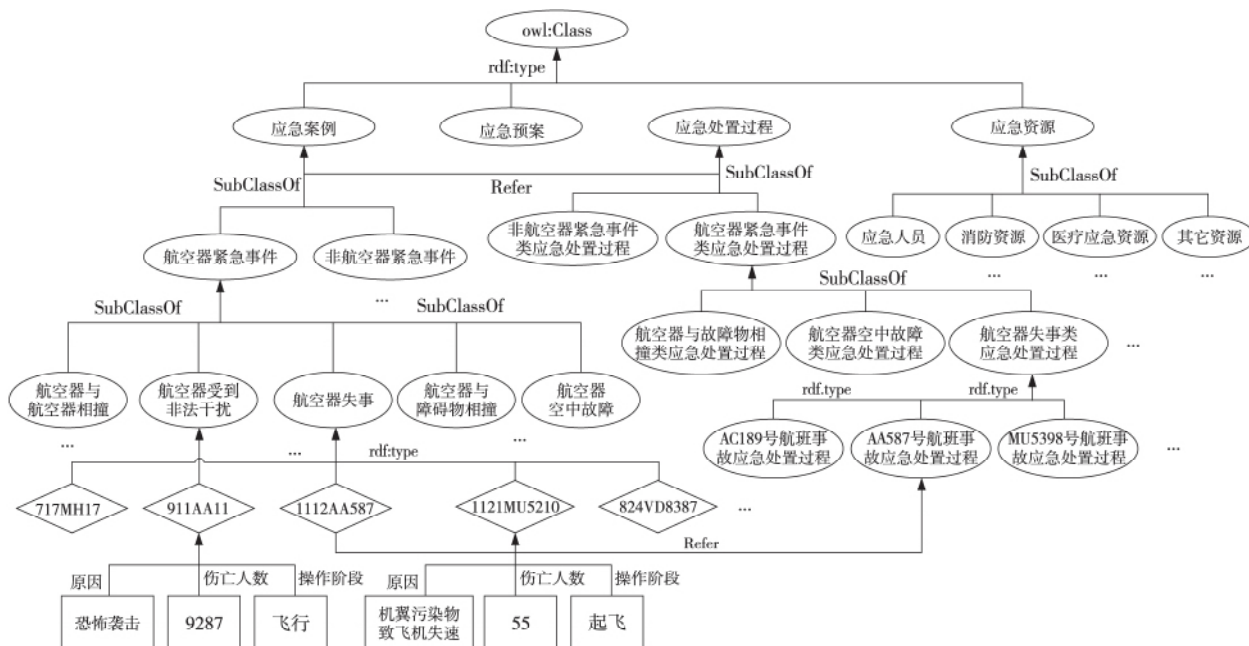 owl:Class
rdf:type
应急案例
应急预案
应急处置过程
应急资源
SubClassOf
Refer
SubClassOf
SubClassOf
航空器紧急事件
非航空器紧急事件
...
非航空器紧急事件
类应急处置过程
航空器紧急事件
类应急处置过程
应急人员
消防资源
医疗应急资源
其它资源
...
...
...
SubClassOf
SubClassOf
SubClassOf
航空器与故障物相
撞类应急处置过程
航空器空中故障
类应急处置过程
航空器失事类
应急处置过程
...
航空器与
航空器相撞
航空器受到
非法干扰
航空器失事
航空器与
障碍物相撞
航空器
空中故障
...
...
...
rdf.type
rdf.type
AC189号航班事
故应急处置过程
AA587号航班事
故应急处置过程
MU5398号航班事
故应急处置过程
...
rdf:type
717MH17
911AA11
1112AA587
1121MU5210
824VD8387
...
Refer
原因
伤亡人数
操作阶段
原因
伤亡人数
操作阶段
恐怖袭击
9287
飞行
机翼污染物
致飞机失速
55
起飞